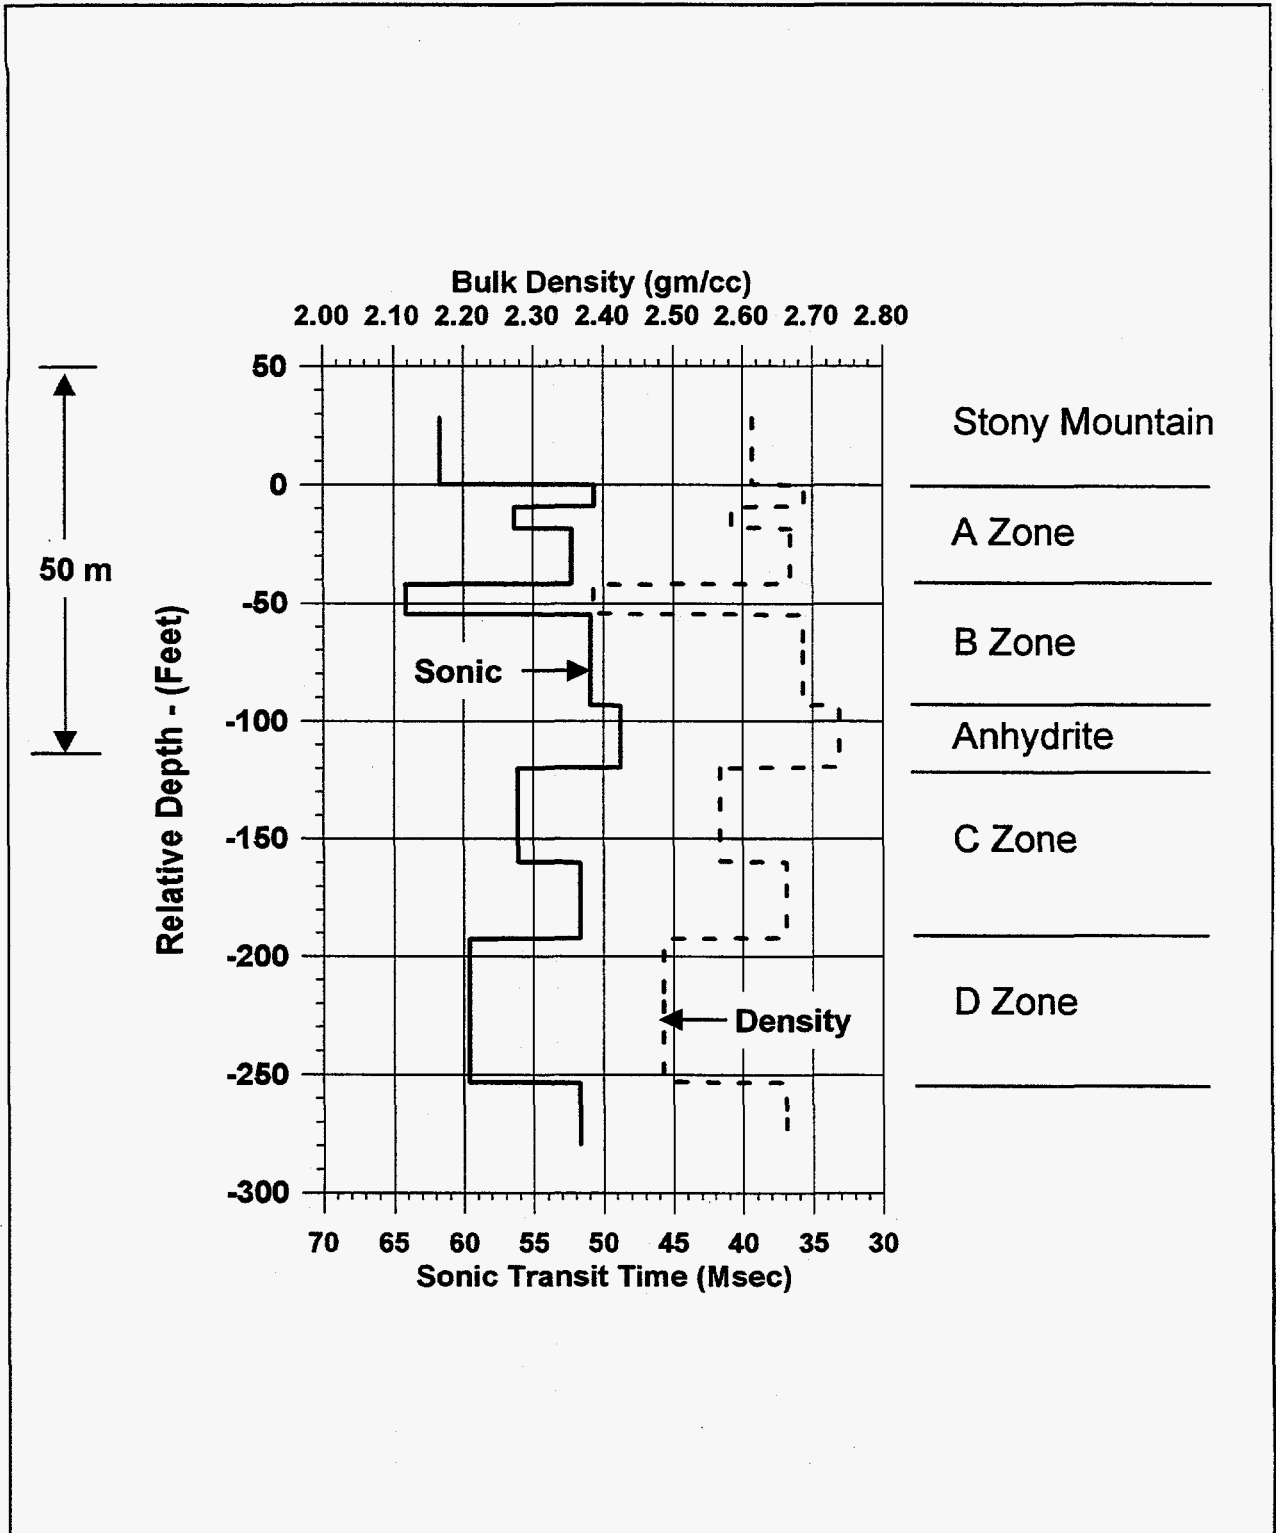 Bulk Density (gm/cc)
2.00 2.10 2.20 2.30 2.40 2.50 2.60 2.70 2.80
50
0
-50
-100
-150
-200
-250
-300
Relative Depth - (Feet)
50 m
Sonic
Density
Stony Mountain
A Zone
B Zone
Anhydrite
C Zone
D Zone
70 65 60 55 50 45 40 35 30
Sonic Transit Time (Msec)